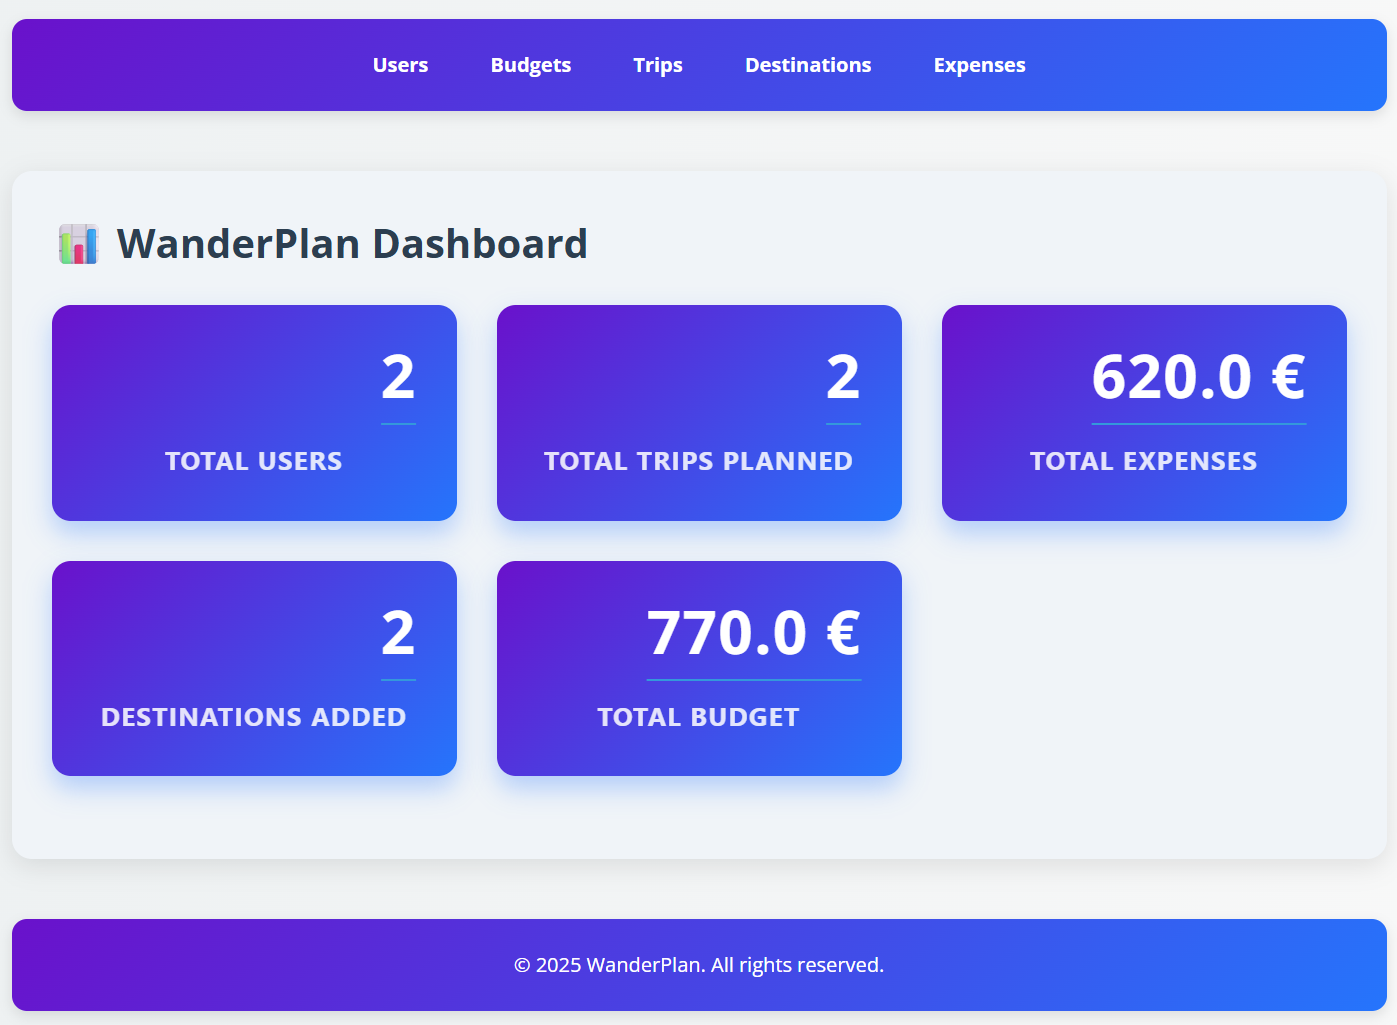 Users Budgets Trips Destinations Expenses
WanderPlan Dashboard
2
TOTAL USERS
2
TOTAL TRIPS PLANNED
620.0 €
TOTAL EXPENSES
2
DESTINATIONS ADDED
770.0 €
TOTAL BUDGET
© 2025 WanderPlan. All rights reserved.